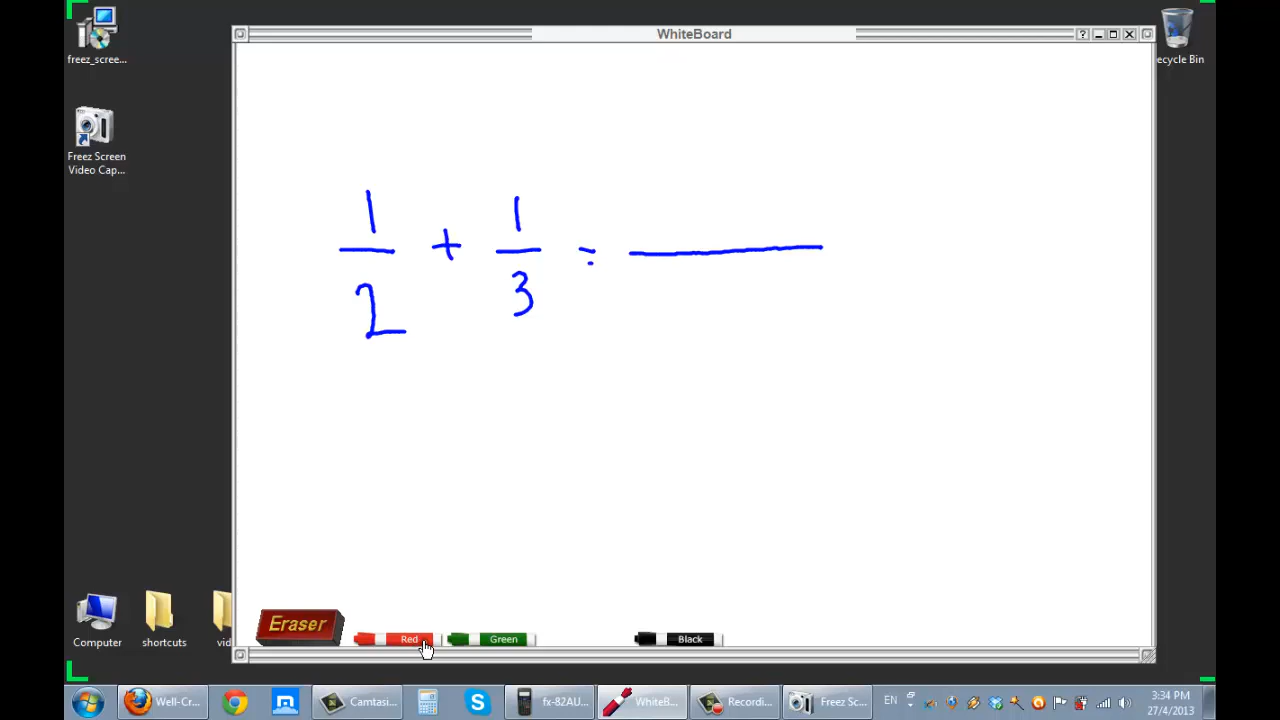 WhiteBoard
?
freez_scree...
ecycle Bin
Freez Screen
Video Cap...
1/2 + 1/3 =
Computer
shortcuts
vid
Eraser
Red
Green
Black
Well-Cr...
Camtasi...
fx-82AU...
WhiteB...
Recordi...
Freez Sc...
EN
3:34 PM
27/4/2013